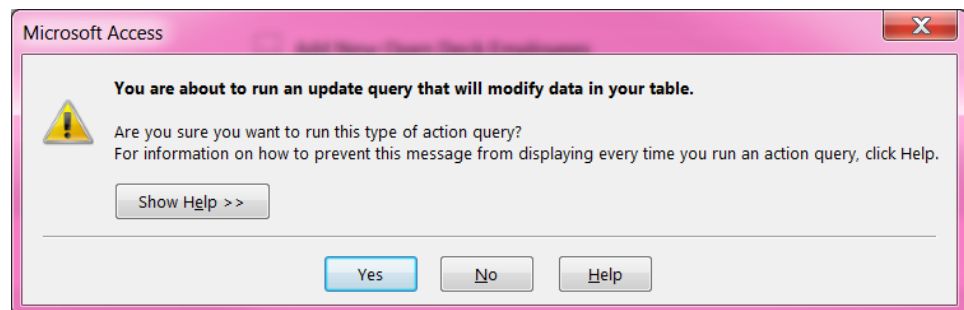 Microsoft Access
You are about to run an update query that will modify data in your table.
Are you sure you want to run this type of action query?
For information on how to prevent this message from displaying every time you run an action query, click Help.
Show Help >>
Yes
No
Help